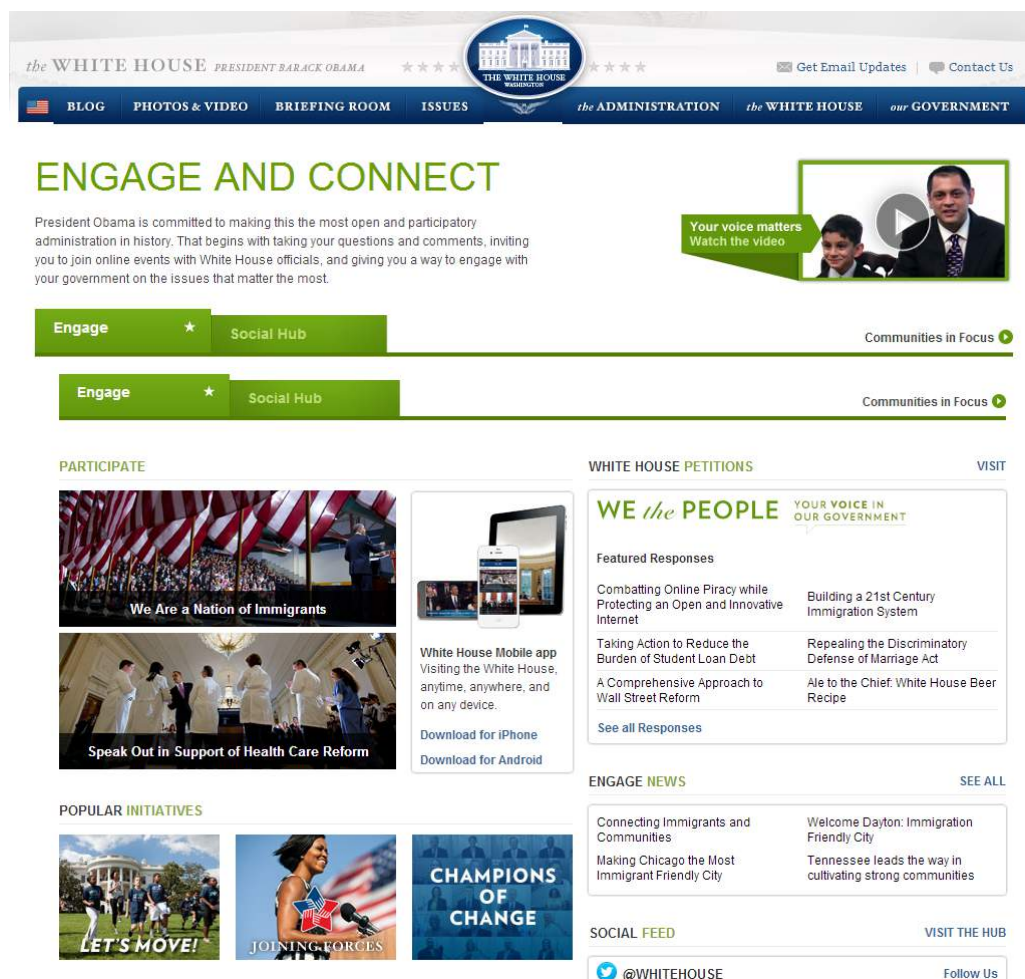 the WHITE HOUSE PRESIDENT BARACK OBAMA
THE WHITE HOUSE
WASHINGTON
Get Email Updates
Contact Us
BLOG PHOTOS & VIDEO BRIEFING ROOM ISSUES the ADMINISTRATION the WHITE HOUSE our GOVERNMENT
ENGAGE AND CONNECT
President Obama is committed to making this the most open and participatory
administration in history. That begins with taking your questions and comments, inviting
you to join online events with White House officials, and giving you a way to engage with
your government on the issues that matter the most.
Your voice matters
Watch the video
Engage Social Hub Communities in Focus
Engage Social Hub Communities in Focus
PARTICIPATE
We Are a Nation of Immigrants
Speak Out in Support of Health Care Reform
White House Mobile app
Visiting the White House,
anytime, anywhere, and
on any device.
Download for iPhone
Download for Android
POPULAR INITIATIVES
LET'S MOVE!
JOINING FORCES
CHAMPIONS
OF
CHANGE
WHITE HOUSE PETITIONS VISIT
WE the PEOPLE
YOUR VOICE IN
OUR GOVERNMENT
Featured Responses
Combatting Online Piracy while
Protecting an Open and Innovative
Internet
Building a 21st Century
Immigration System
Taking Action to Reduce the
Burden of Student Loan Debt
Repealing the Discriminatory
Defense of Marriage Act
A Comprehensive Approach to
Wall Street Reform
Ale to the Chief: White House Beer
Recipe
See all Responses
ENGAGE NEWS SEE ALL
Connecting Immigrants and
Communities
Welcome Dayton: Immigration
Friendly City
Making Chicago the Most
Immigrant Friendly City
Tennessee leads the way in
cultivating strong communities
SOCIAL FEED VISIT THE HUB
@WHITEHOUSE Follow Us